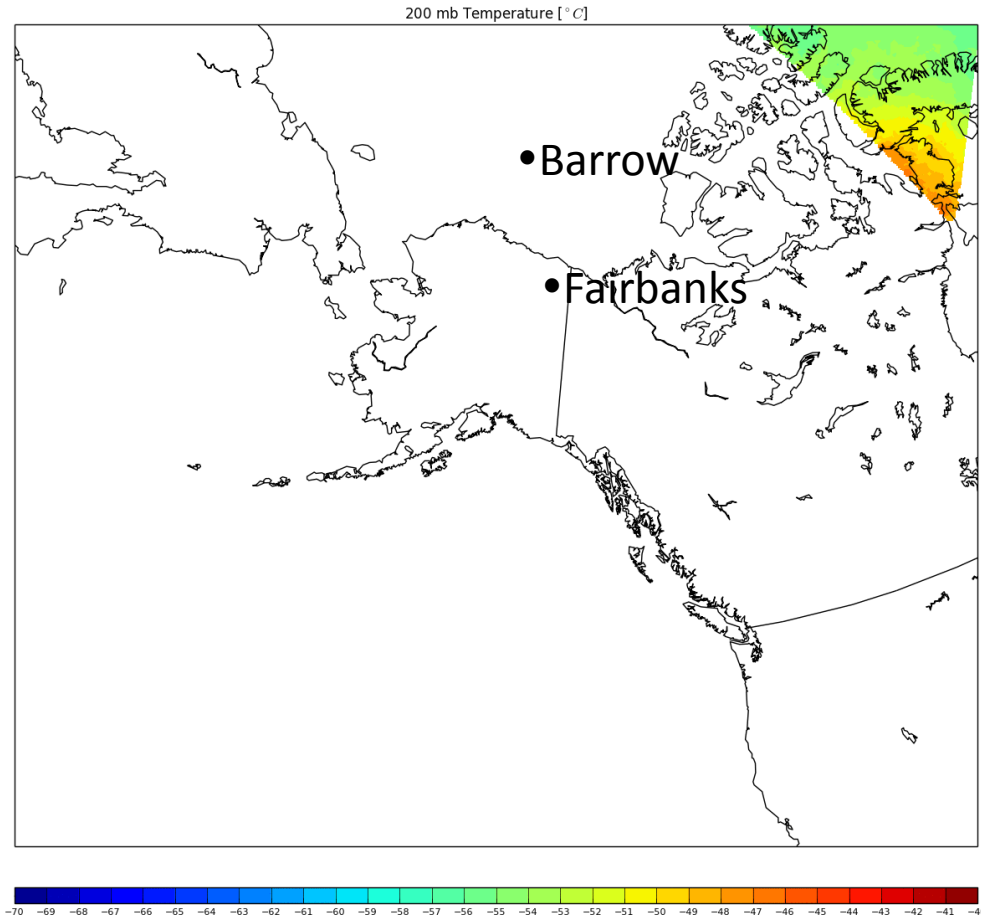 200 mb Temperature [°C]
•Barrow
•Fairbanks
−70 −69 −68 −67 −66 −65 −64 −63 −62 −61 −60 −59 −58 −57 −56 −55 −54 −53 −52 −51 −50 −49 −48 −47 −46 −45 −44 −43 −42 −41 −4